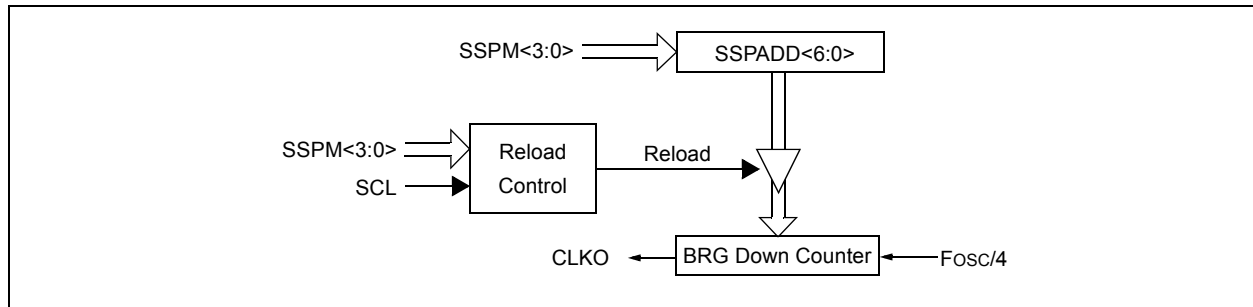 SSPM<3:0>
SSPADD<6:0>
SSPM<3:0>
SCL
Reload
Control
Reload
CLKO
BRG Down Counter
FOSC/4